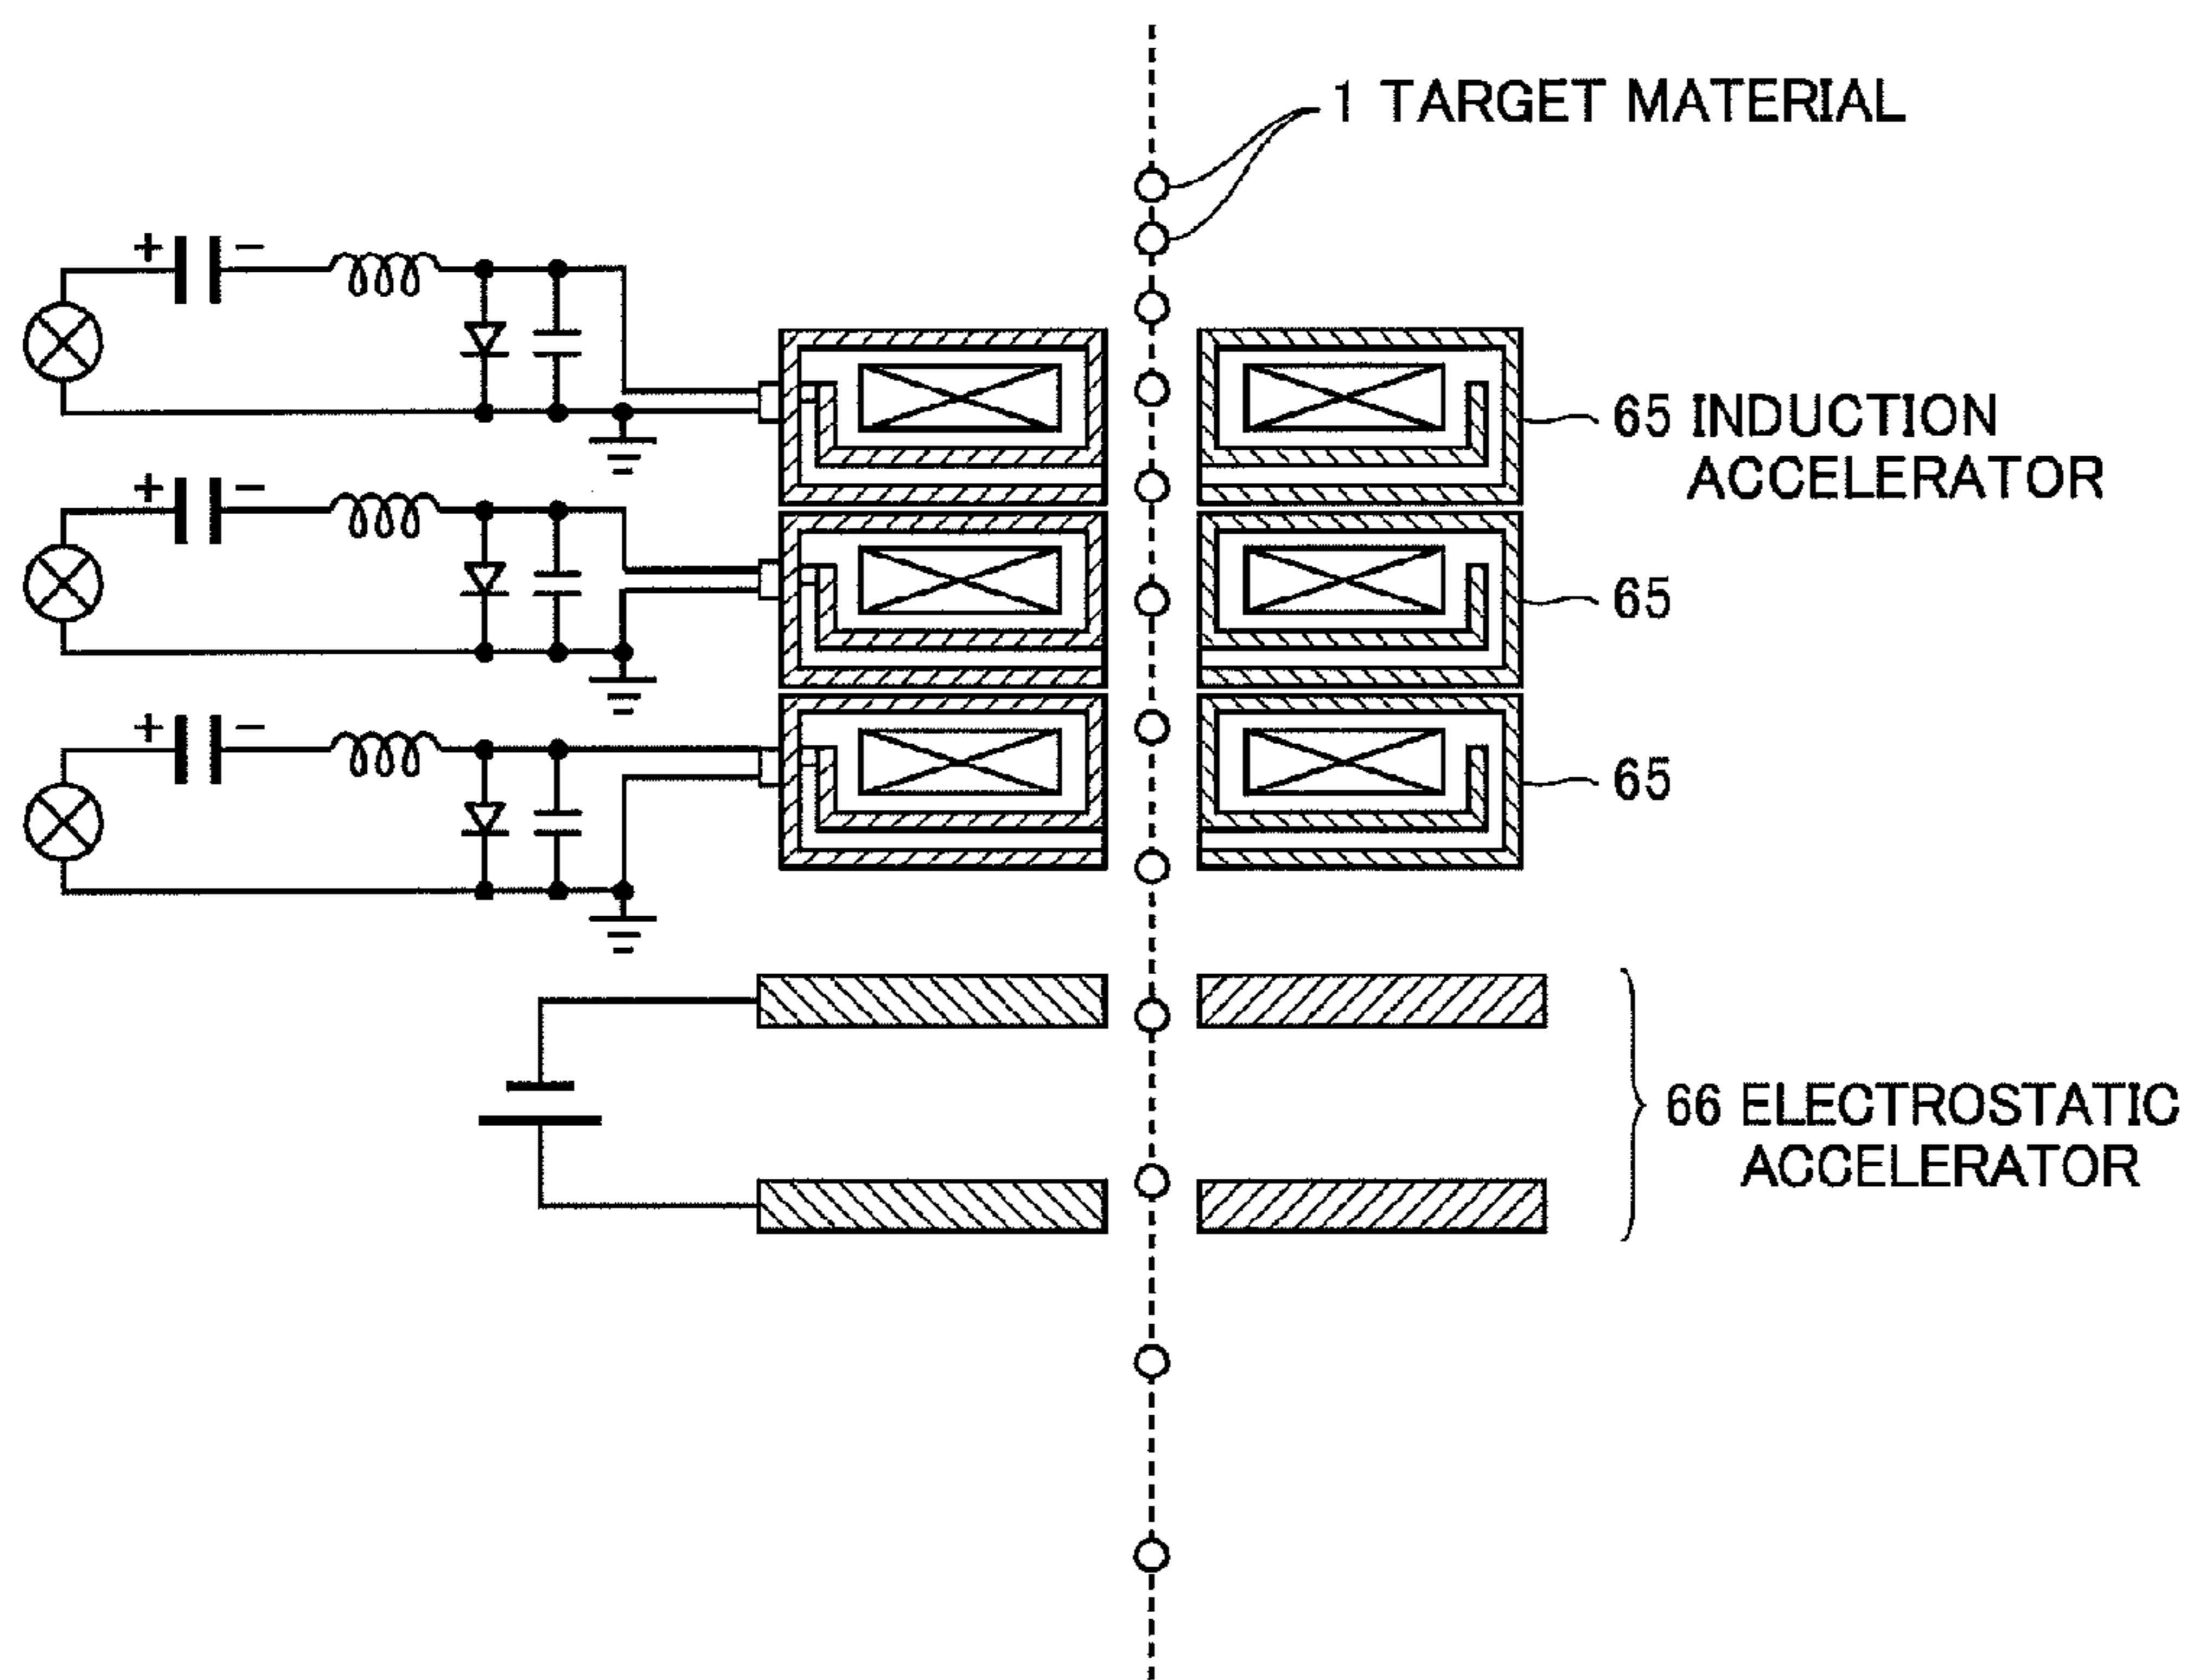 1 TARGET MATERIAL
+ −
65 INDUCTION
ACCELERATOR
+ −
65
+ −
65
66 ELECTROSTATIC
ACCELERATOR